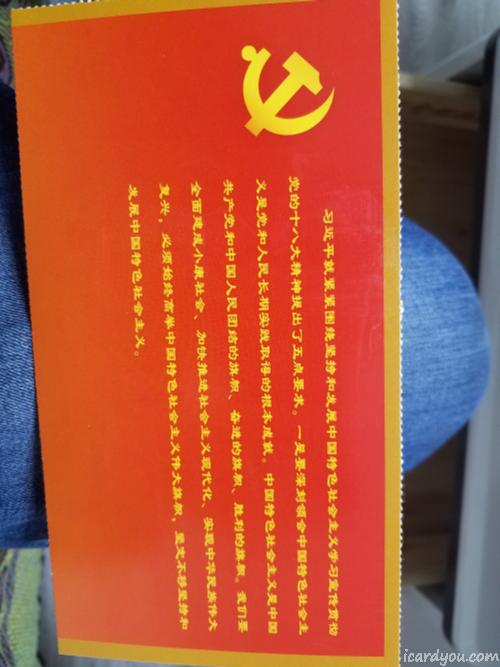 习近平就紧紧围绕坚持和发展中国特色社会主义学习宣传贯彻
党的十八大精神提出了五点要求。一是要深刻领会中国特色社会主
义是党和人民长期实践取得的根本成就。中国特色社会主义是中国
共产党和中国人民团结的旗帜、奋进的旗帜、胜利的旗帜。我们要
全面建成小康社会、加快推进社会主义现代化、实现中华民族伟大
复兴，必须始终高举中国特色社会主义伟大旗帜，坚定不移坚持和
发展中国特色社会主义。
icardyou.com